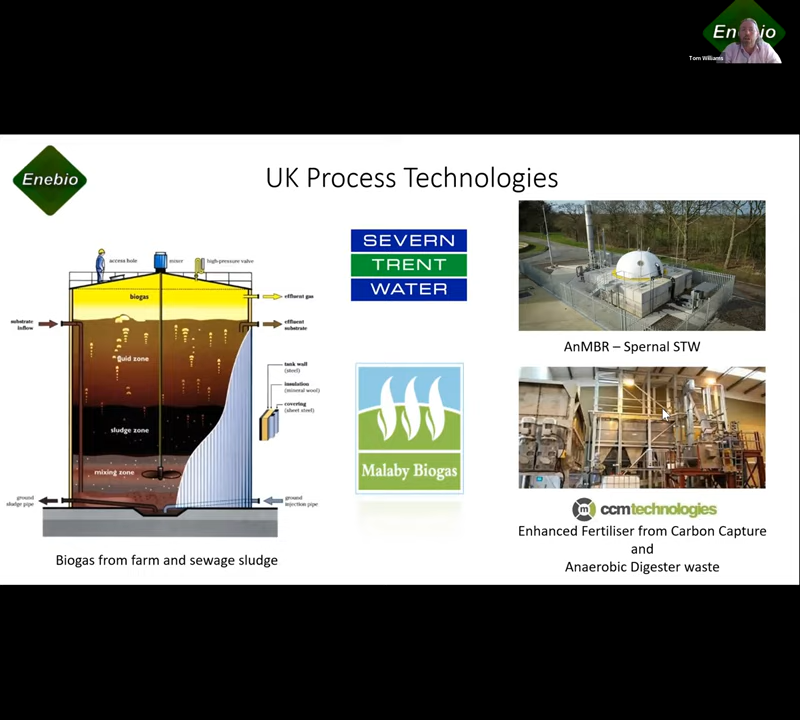 Enebio
Tom Williams
Enebio
UK Process Technologies
access hole
mixer
high-pressure valve
biogas
effluent gas
substrate
inflow
effluent
substrate
fluid zone
tank wall
(steel)
insulation
(mineral wool)
covering
(sheet steel)
sludge zone
mixing zone
ground
sludge pipe
ground
injection pipe
Biogas from farm and sewage sludge
SEVERN
TRENT
WATER
Malaby Biogas
AnMBR – Spernal STW
m
ccmtechnologies
Enhanced Fertiliser from Carbon Capture
and
Anaerobic Digester waste